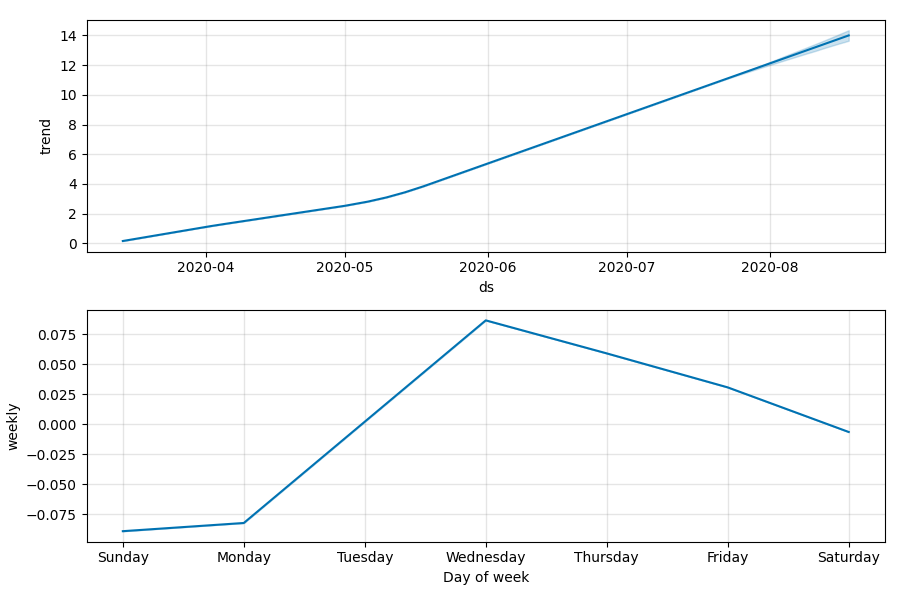 14
12
10
8
6
4
2
0
trend
2020-04 2020-05 2020-06 2020-07 2020-08
ds
0.075
0.050
0.025
0.000
−0.025
−0.050
−0.075
weekly
Sunday Monday Tuesday Wednesday Thursday Friday Saturday
Day of week